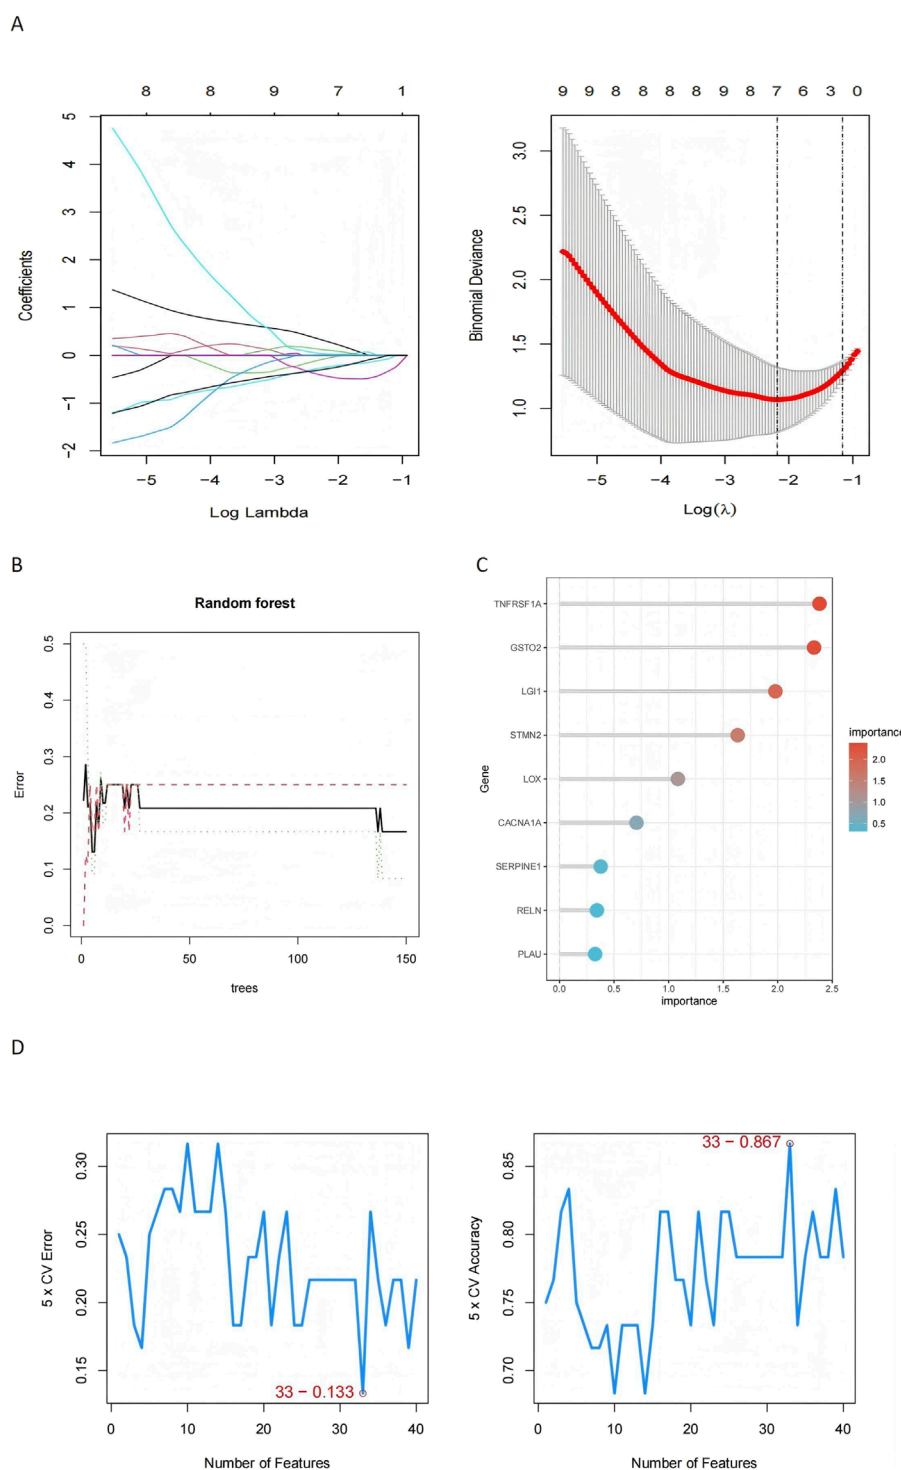 A
8 8 9 7 1
Coefficients
5
4
3
2
1
0
−1
−2
−5 −4 −3 −2 −1
Log Lambda
9 9 8 8 8 8 9 8 7 6 3 0
Binomial Deviance
3.0
2.5
2.0
1.5
1.0
−5 −4 −3 −2 −1
Log(λ)
B
Random forest
Error
0.5
0.4
0.3
0.2
0.1
0.0
0 50 100 150
trees
C
Gene
TNFRSF1A
GSTO2
LGI1
STMN2
LOX
CACNA1A
SERPINE1
RELN
PLAU
0.0 0.5 1.0 1.5 2.0 2.5
importance
importance
2.0
1.5
1.0
0.5
D
5 x CV Error
0.30
0.25
0.20
0.15
33 − 0.133
0 10 20 30 40
Number of Features
5 x CV Accuracy
0.85
0.80
0.75
0.70
33 − 0.867
0 10 20 30 40
Number of Features